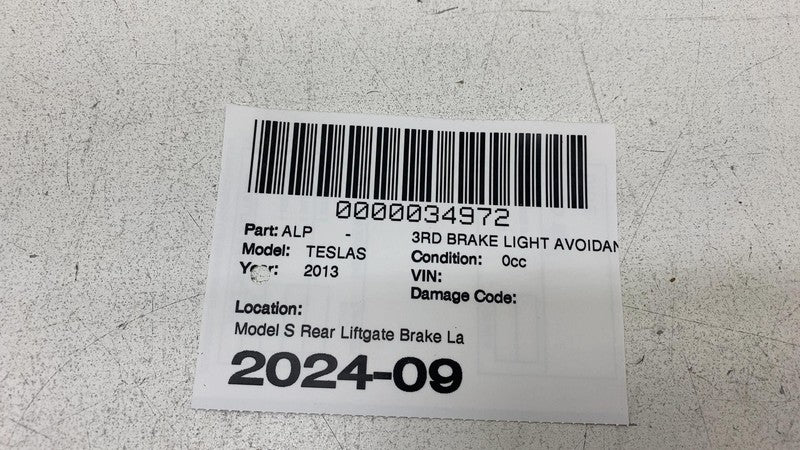 0000034972
Part: ALP - 3RD BRAKE LIGHT AVOIDAN
Model: TESLAS Condition: 0cc
Year: 2013 VIN:
Damage Code:
Location:
Model S Rear Liftgate Brake La
2024-09